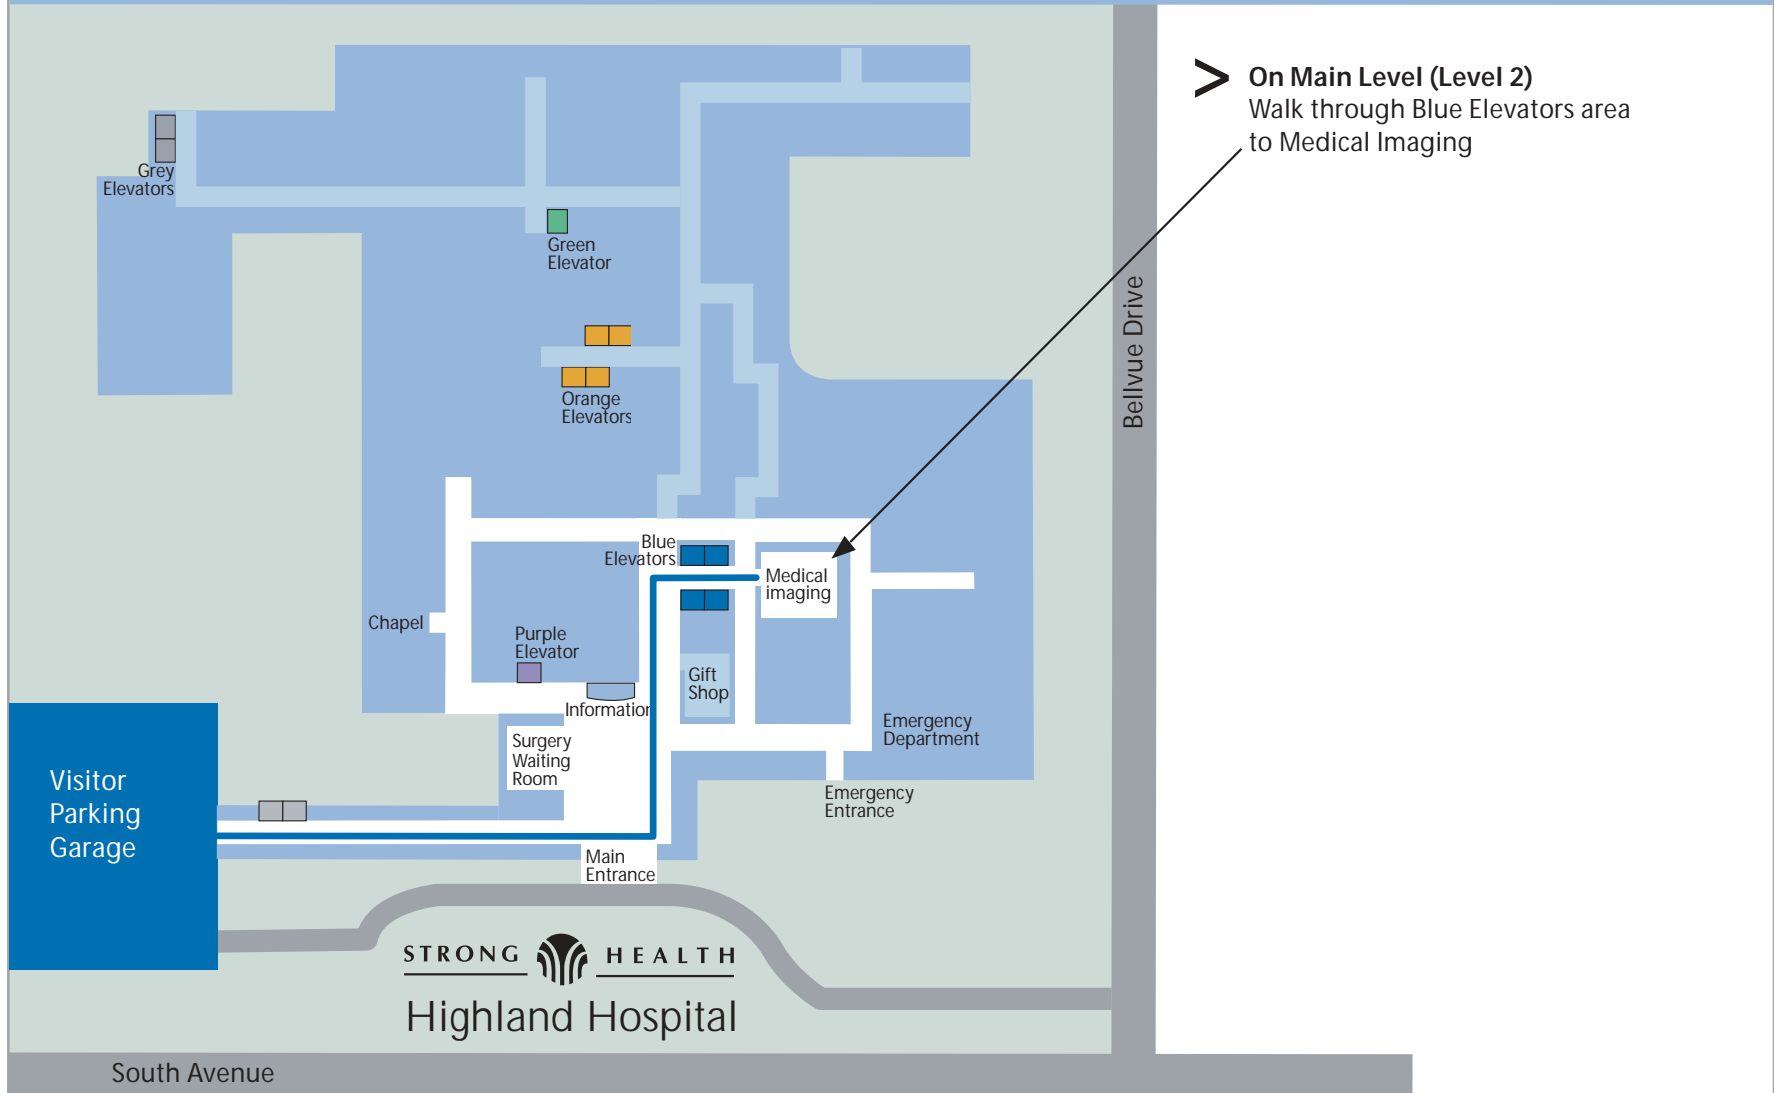 > On Main Level (Level 2)
Walk through Blue Elevators area
to Medical Imaging
Grey
Elevators
Green
Elevator
Orange
Elevators
Bellvue Drive
Blue
Elevators
Medical
imaging
Chapel
Purple
Elevator
Information
Gift
Shop
Surgery
Waiting
Room
Emergency
Department
Emergency
Entrance
Visitor
Parking
Garage
Main
Entrance
STRONG HEALTH
Highland Hospital
South Avenue